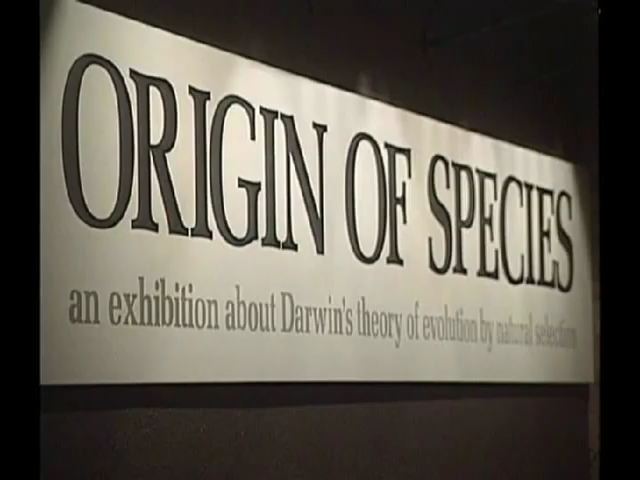 ORIGIN OF SPECIES
an exhibition about Darwin's theory of evolution by natural selection